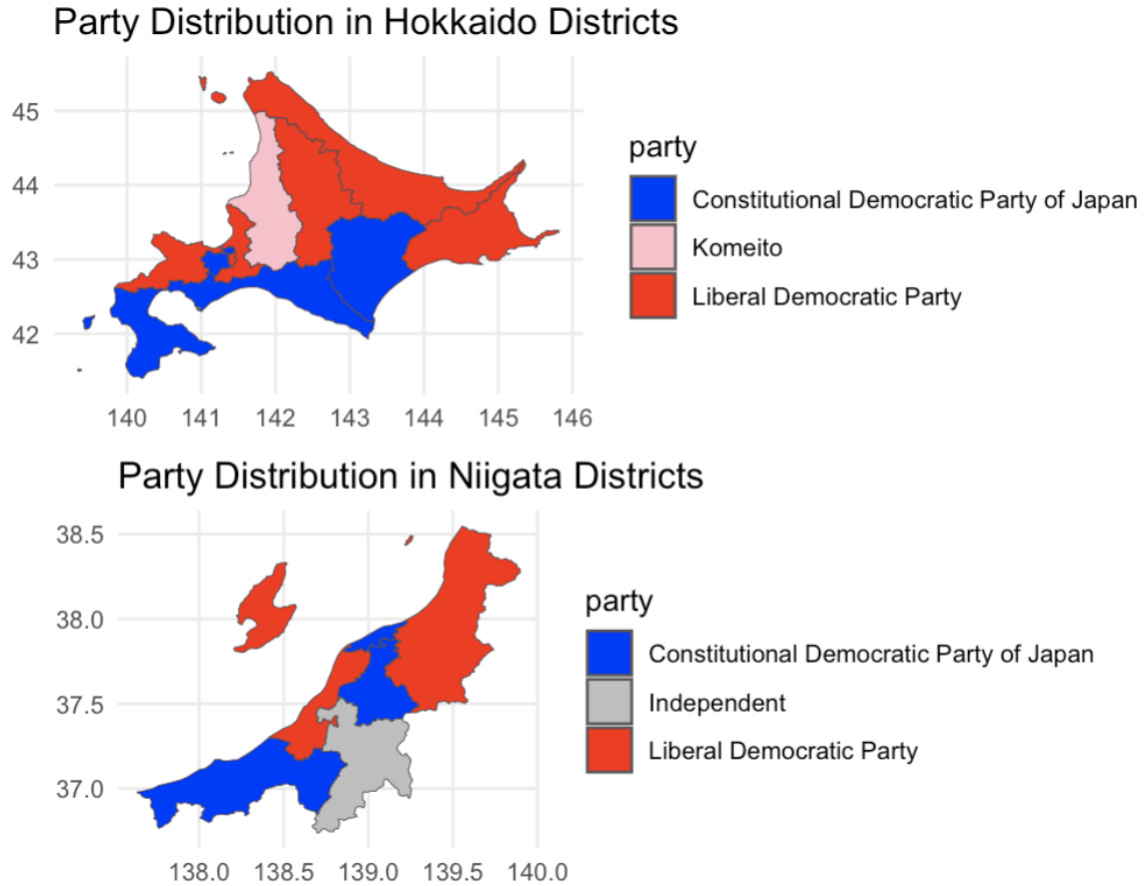 Party Distribution in Hokkaido Districts
45
44
43
42
140 141 142 143 144 145 146
party
Constitutional Democratic Party of Japan
Komeito
Liberal Democratic Party
Party Distribution in Niigata Districts
38.5
38.0
37.5
37.0
138.0 138.5 139.0 139.5 140.0
party
Constitutional Democratic Party of Japan
Independent
Liberal Democratic Party